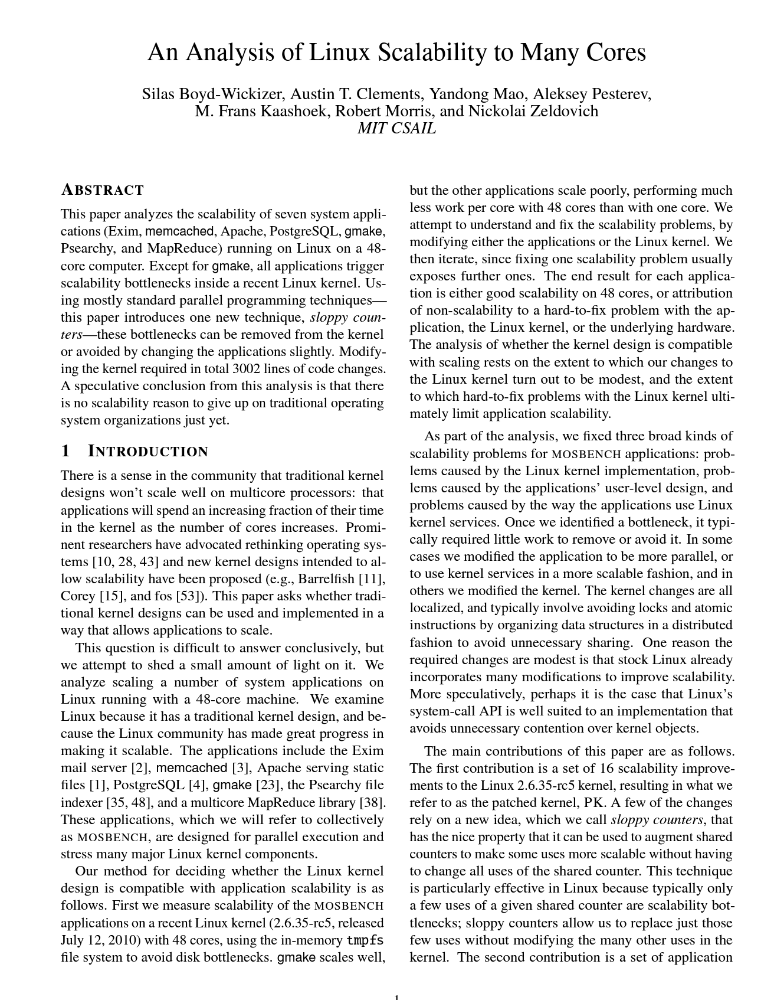 An Analysis of Linux Scalability to Many Cores
Silas Boyd-Wickizer, Austin T. Clements, Yandong Mao, Aleksey Pesterev,
M. Frans Kaashoek, Robert Morris, and Nickolai Zeldovich
MIT CSAIL
ABSTRACT
This paper analyzes the scalability of seven system appli-
cations (Exim, memcached, Apache, PostgreSQL, gmake,
Psearchy, and MapReduce) running on Linux on a 48-
core computer. Except for gmake, all applications trigger
scalability bottlenecks inside a recent Linux kernel. Us-
ing mostly standard parallel programming techniques—
this paper introduces one new technique, sloppy coun-
ters—these bottlenecks can be removed from the kernel
or avoided by changing the applications slightly. Modify-
ing the kernel required in total 3002 lines of code changes.
A speculative conclusion from this analysis is that there
is no scalability reason to give up on traditional operating
system organizations just yet.
1 INTRODUCTION
There is a sense in the community that traditional kernel
designs won't scale well on multicore processors: that
applications will spend an increasing fraction of their time
in the kernel as the number of cores increases. Promi-
nent researchers have advocated rethinking operating sys-
tems [10, 28, 43] and new kernel designs intended to al-
low scalability have been proposed (e.g., Barrelfish [11],
Corey [15], and fos [53]). This paper asks whether tradi-
tional kernel designs can be used and implemented in a
way that allows applications to scale.
This question is difficult to answer conclusively, but
we attempt to shed a small amount of light on it. We
analyze scaling a number of system applications on
Linux running with a 48-core machine. We examine
Linux because it has a traditional kernel design, and be-
cause the Linux community has made great progress in
making it scalable. The applications include the Exim
mail server [2], memcached [3], Apache serving static
files [1], PostgreSQL [4], gmake [23], the Psearchy file
indexer [35, 48], and a multicore MapReduce library [38].
These applications, which we will refer to collectively
as MOSBENCH, are designed for parallel execution and
stress many major Linux kernel components.
Our method for deciding whether the Linux kernel
design is compatible with application scalability is as
follows. First we measure scalability of the MOSBENCH
applications on a recent Linux kernel (2.6.35-rc5, released
July 12, 2010) with 48 cores, using the in-memory tmpfs
file system to avoid disk bottlenecks. gmake scales well,
but the other applications scale poorly, performing much
less work per core with 48 cores than with one core. We
attempt to understand and fix the scalability problems, by
modifying either the applications or the Linux kernel. We
then iterate, since fixing one scalability problem usually
exposes further ones. The end result for each applica-
tion is either good scalability on 48 cores, or attribution
of non-scalability to a hard-to-fix problem with the ap-
plication, the Linux kernel, or the underlying hardware.
The analysis of whether the kernel design is compatible
with scaling rests on the extent to which our changes to
the Linux kernel turn out to be modest, and the extent
to which hard-to-fix problems with the Linux kernel ulti-
mately limit application scalability.
As part of the analysis, we fixed three broad kinds of
scalability problems for MOSBENCH applications: prob-
lems caused by the Linux kernel implementation, prob-
lems caused by the applications' user-level design, and
problems caused by the way the applications use Linux
kernel services. Once we identified a bottleneck, it typi-
cally required little work to remove or avoid it. In some
cases we modified the application to be more parallel, or
to use kernel services in a more scalable fashion, and in
others we modified the kernel. The kernel changes are all
localized, and typically involve avoiding locks and atomic
instructions by organizing data structures in a distributed
fashion to avoid unnecessary sharing. One reason the
required changes are modest is that stock Linux already
incorporates many modifications to improve scalability.
More speculatively, perhaps it is the case that Linux's
system-call API is well suited to an implementation that
avoids unnecessary contention over kernel objects.
The main contributions of this paper are as follows.
The first contribution is a set of 16 scalability improve-
ments to the Linux 2.6.35-rc5 kernel, resulting in what we
refer to as the patched kernel, PK. A few of the changes
rely on a new idea, which we call sloppy counters, that
has the nice property that it can be used to augment shared
counters to make some uses more scalable without having
to change all uses of the shared counter. This technique
is particularly effective in Linux because typically only
a few uses of a given shared counter are scalability bot-
tlenecks; sloppy counters allow us to replace just those
few uses without modifying the many other uses in the
kernel. The second contribution is a set of application
1